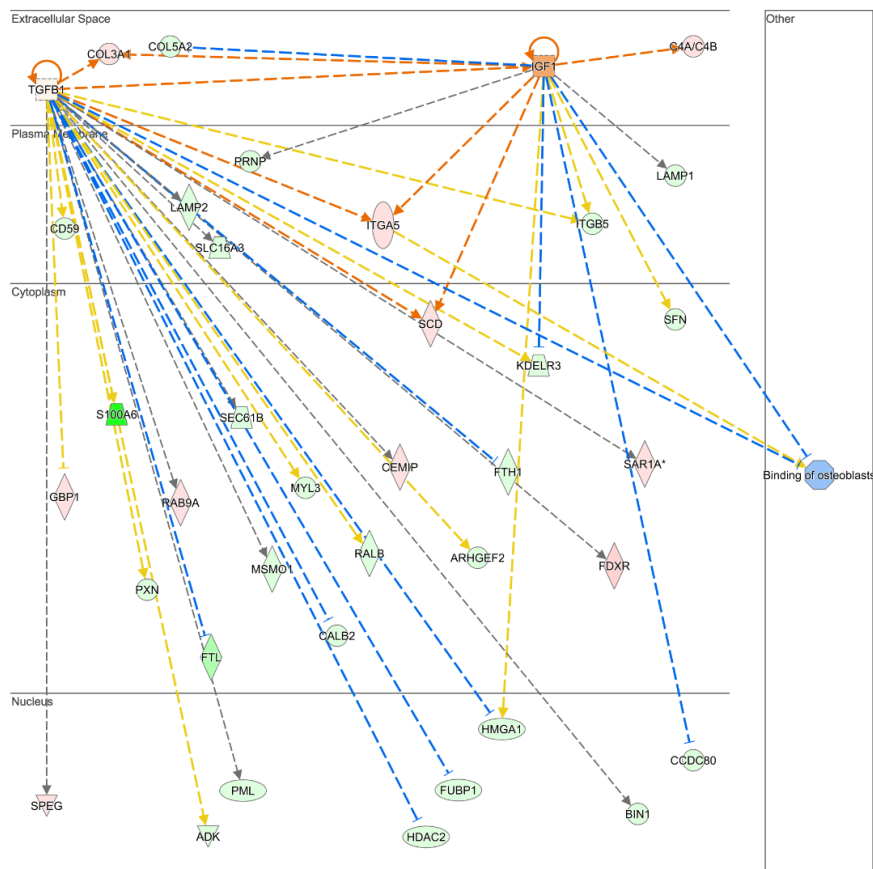 Extracellular Space
Other
COL3A1
COL5A2
C4A/C4B
IGF1
TGFB1
Plasma Membrane
PRNP
LAMP1
LAMP2
CD59
ITGA5
ITGB5
SLC16A3
Cytoplasm
SCD
SFN
KDELR3
S100A6
SEC61B
CEMIP
FTH1
SAR1A*
Binding of osteoblasts
MYL3
GBP1
RAB9A
RALB
ARHGEF2
MSMO1
FDXR
PXN
CALB2
FTL
Nucleus
HMGA1
CCDC80
PML
FUBP1
SPEG
BIN1
ADK
HDAC2